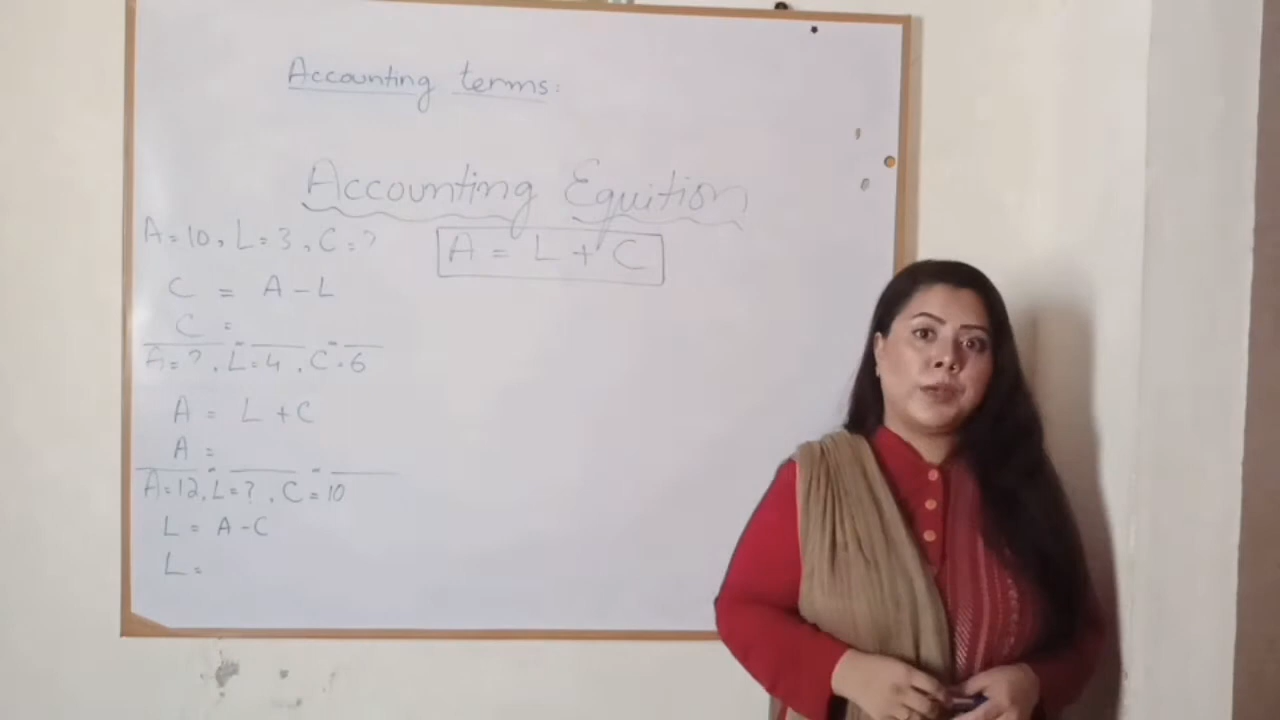 Accounting terms:
Accounting Equition
A = L + C
A = 10, L = 3, C = ?
C = A - L
C =
A = ?, L = 4, C = 6
A = L + C
A =
A = 12, L = ?, C = 10
L = A - C
L =